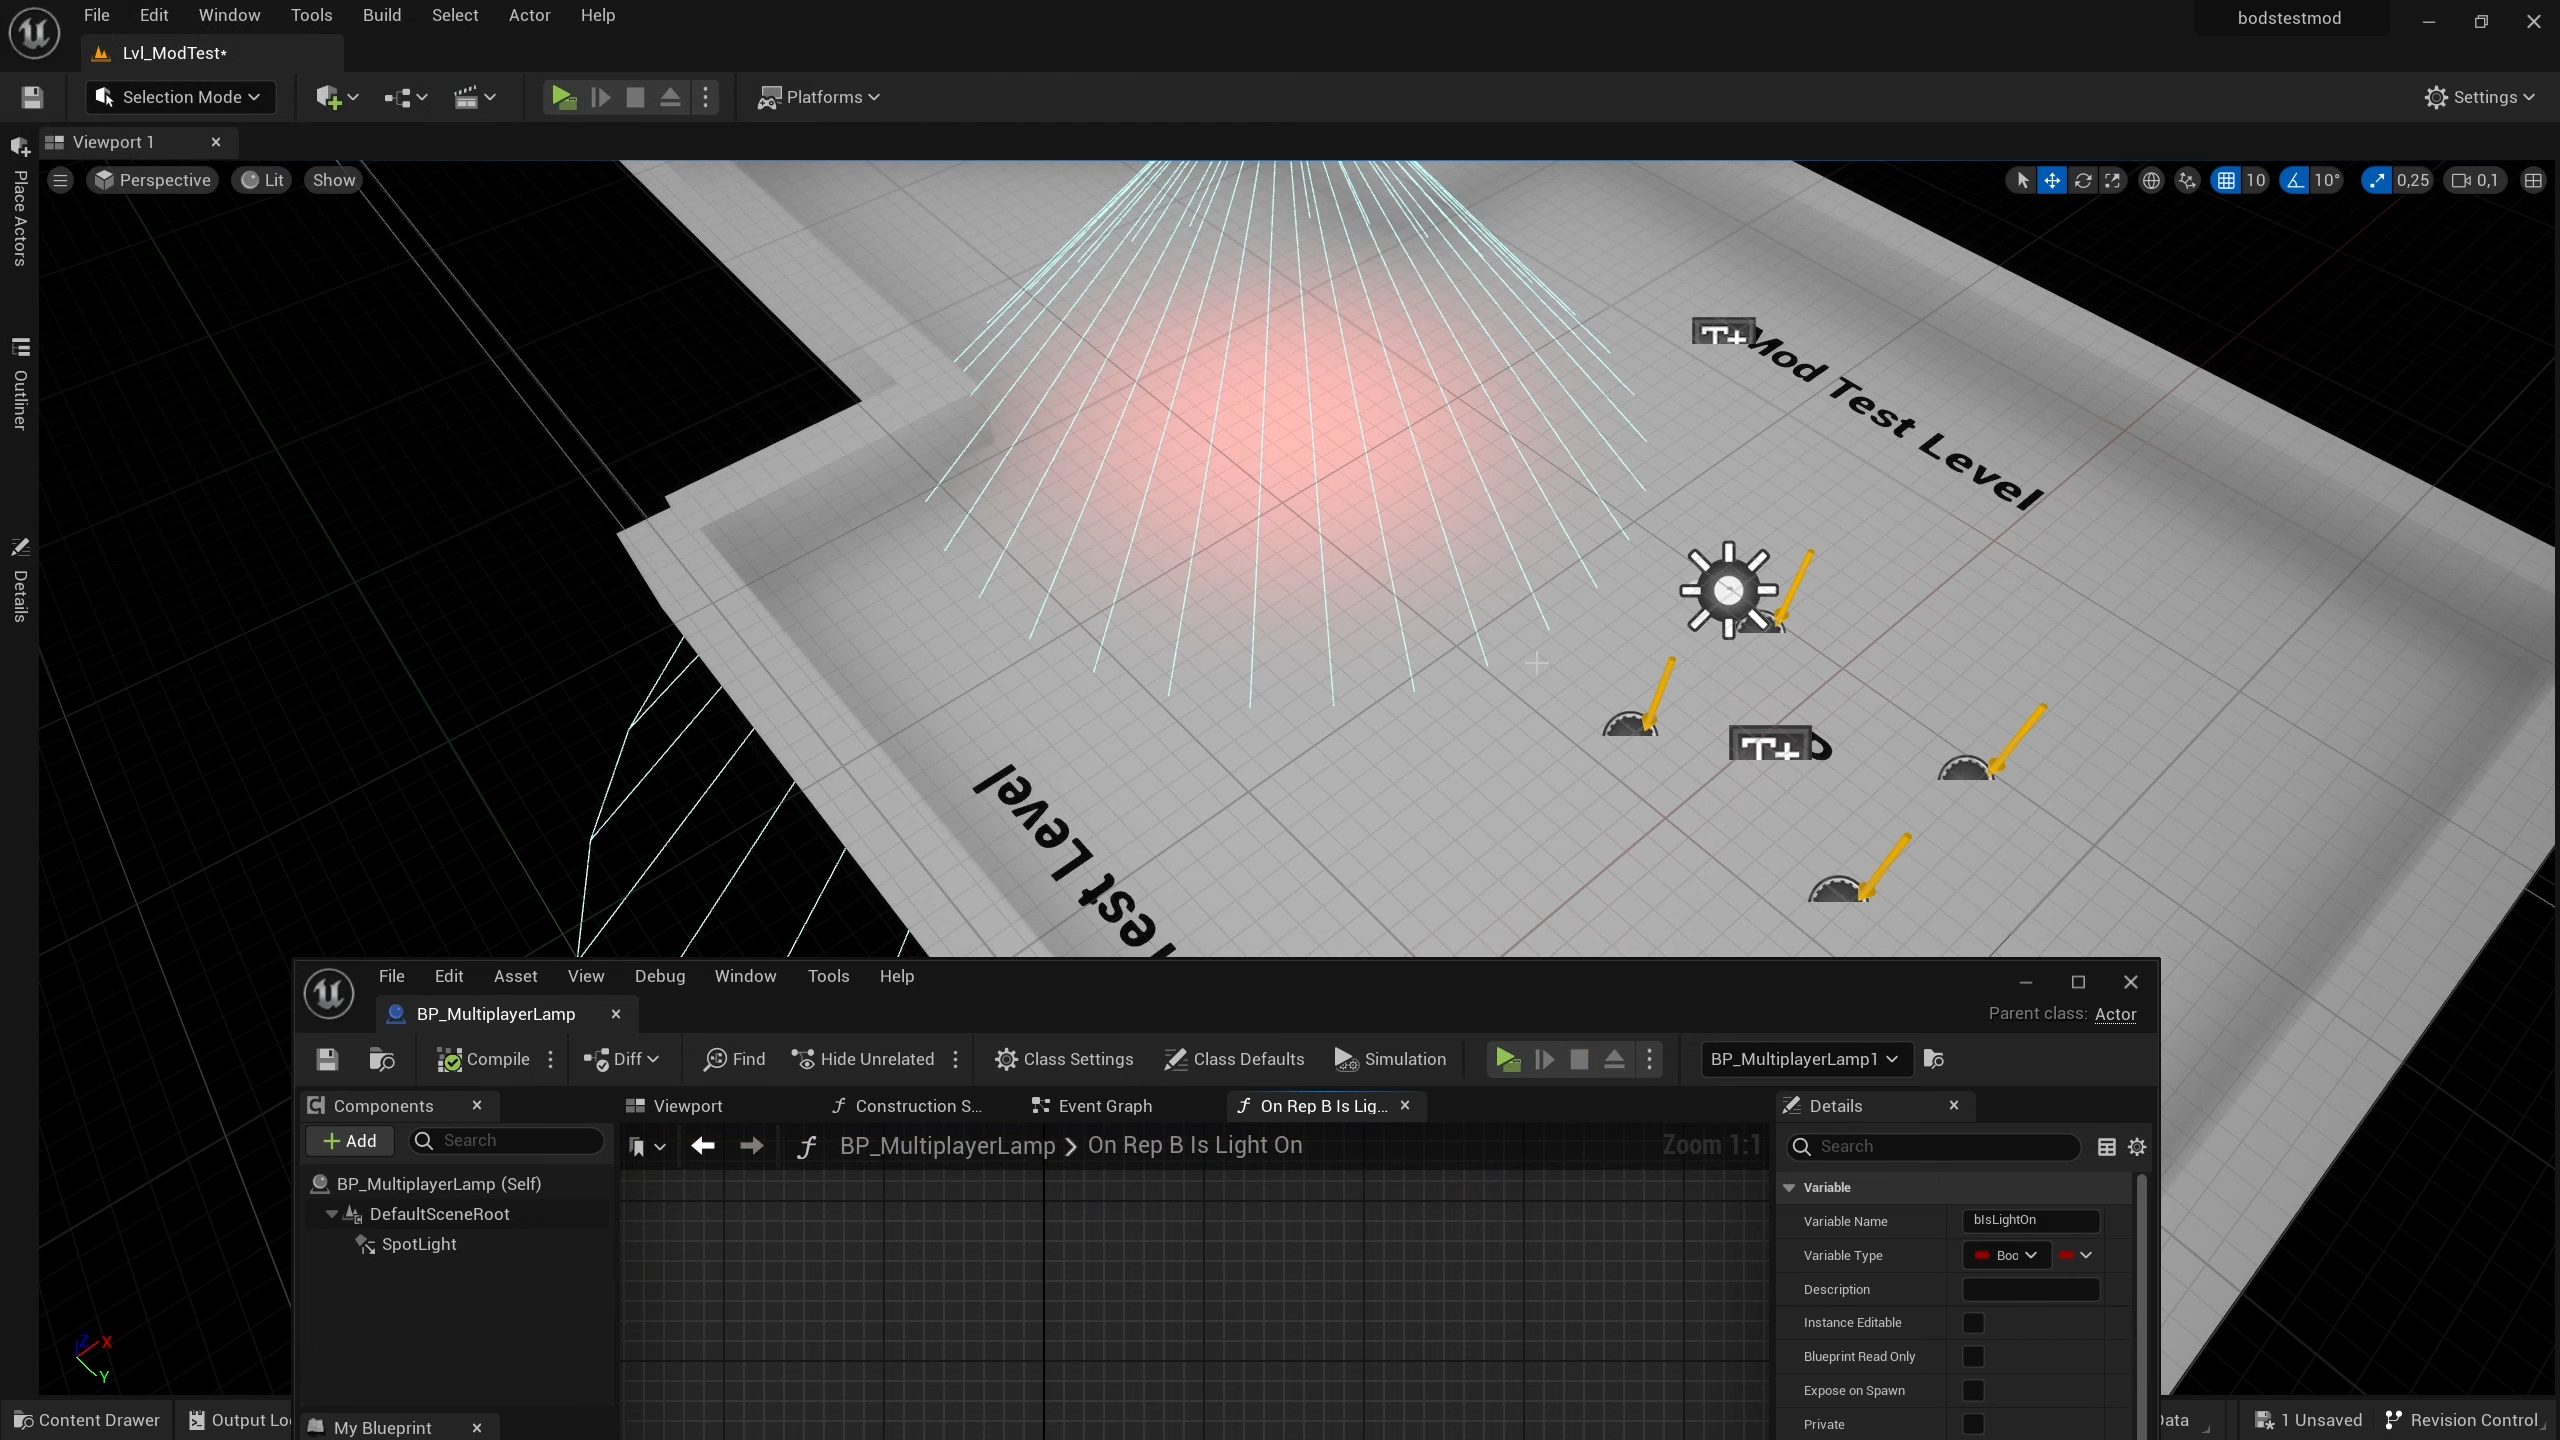 File Edit Window Tools Build Select Actor Help
bodstestmod
Lvl_ModTest*
Selection Mode
Platforms
Settings
Viewport 1
Place Actors
Outliner
Details
Perspective
Lit
Show
10
10°
0,25
0,1
Mod Test Level
T+
T+
Test Level
Z X
Y
File Edit Asset View Debug Window Tools Help
BP_MultiplayerLamp
Parent class: Actor
Compile
Diff
Find
Hide Unrelated
Class Settings
Class Defaults
Simulation
BP_MultiplayerLamp1
Components
Viewport
Construction S...
Event Graph
On Rep B Is Lig...
Details
+ Add
Search
BP_MultiplayerLamp > On Rep B Is Light On
Zoom 1:1
Search
BP_MultiplayerLamp (Self)
DefaultSceneRoot
SpotLight
Variable
Variable Name
bIsLightOn
Variable Type
Boo
Description
Instance Editable
Blueprint Read Only
Expose on Spawn
Private
My Blueprint
Content Drawer
Output Lo
Data
1 Unsaved
Revision Control